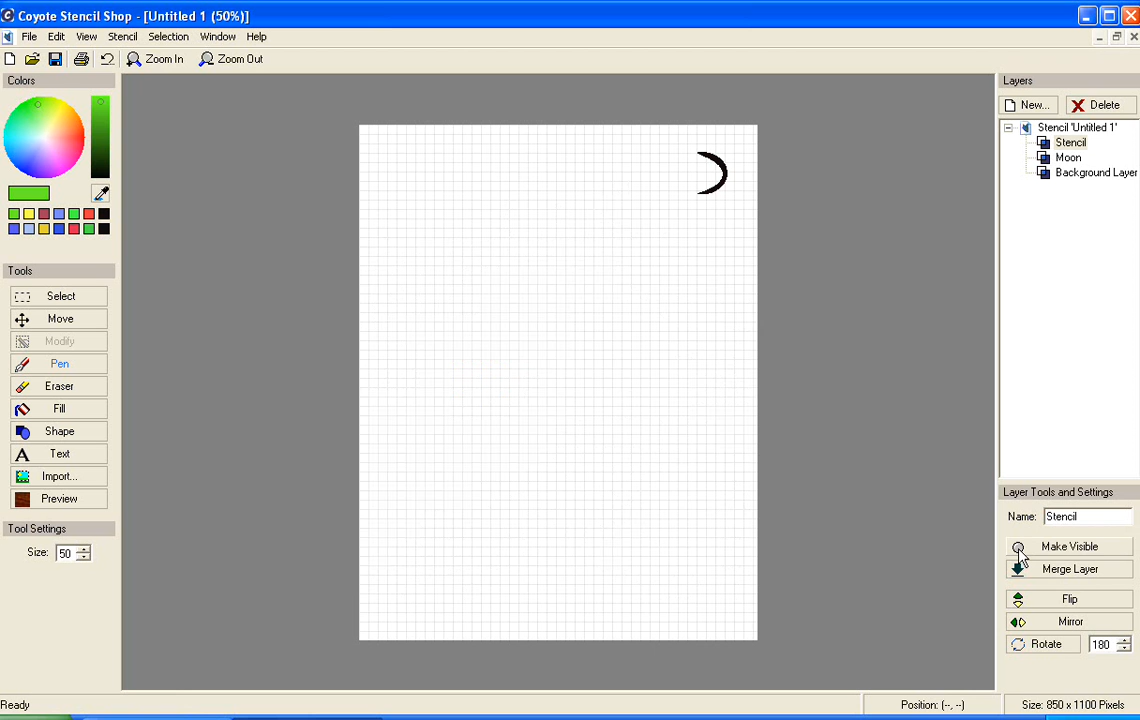 Coyote Stencil Shop - [Untitled 1 (50%)]
File Edit View Stencil Selection Window Help
Zoom In Zoom Out
Colors
Tools
Select
Move
Modify
Pen
Eraser
Fill
Shape
A Text
Import...
Preview
Tool Settings
Size: 50
Layers
New... Delete
Stencil 'Untitled 1'
Stencil
Moon
Background Layer
Layer Tools and Settings
Name: Stencil
Make Visible
Merge Layer
Flip
Mirror
Rotate 180
Ready Position: (--, --) Size: 850 x 1100 Pixels